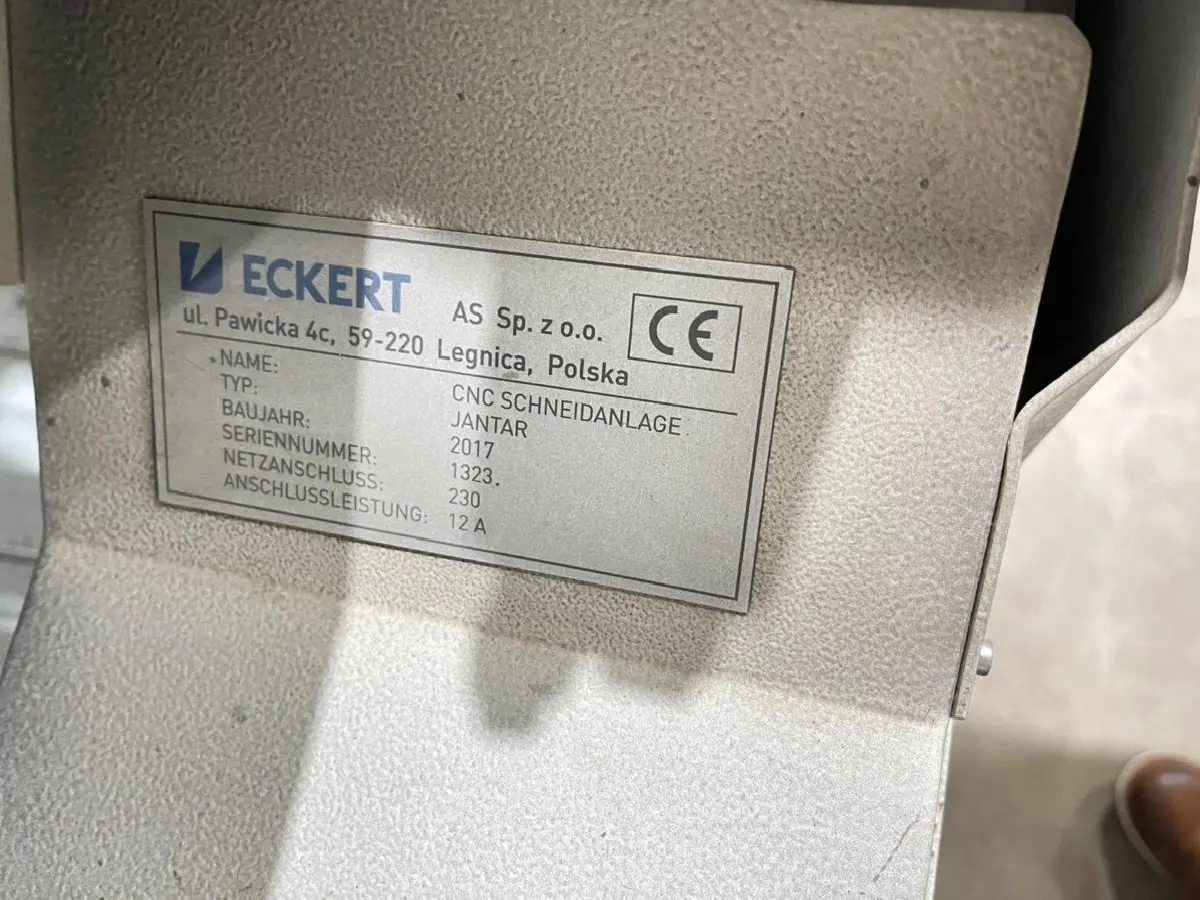 ECKERT AS Sp. z o.o. CE
ul. Pawicka 4c, 59-220 Legnica, Polska
NAME: CNC SCHNEIDANLAGE
TYP: JANTAR
BAUJAHR: 2017
SERIENNUMMER: 1323.
NETZANSCHLUSS: 230
ANSCHLUSSLEISTUNG: 12 A